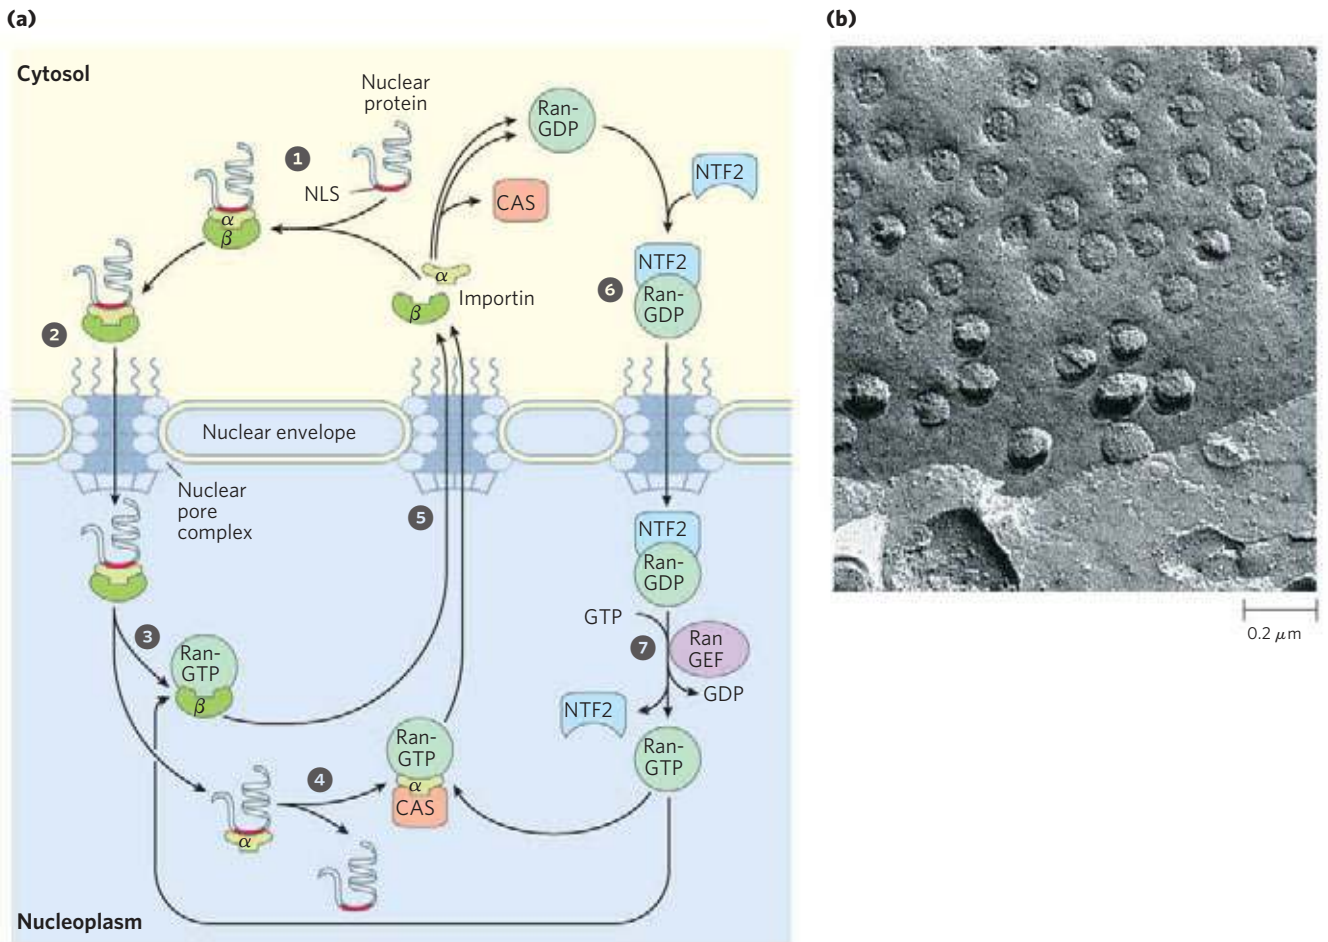 (a)
(b)
Cytosol
Nuclear
protein
Ran-
GDP
1
NLS
NTF2
CAS
α
β
α
β
Importin
NTF2
Ran-
GDP
6
2
Nuclear envelope
Nuclear
pore
complex
5
NTF2
Ran-
GDP
GTP
7
Ran
GEF
GDP
3
Ran-
GTP
β
NTF2
Ran-
GTP
α
CAS
Ran-
GTP
4
α
Nucleoplasm
0.2 μm